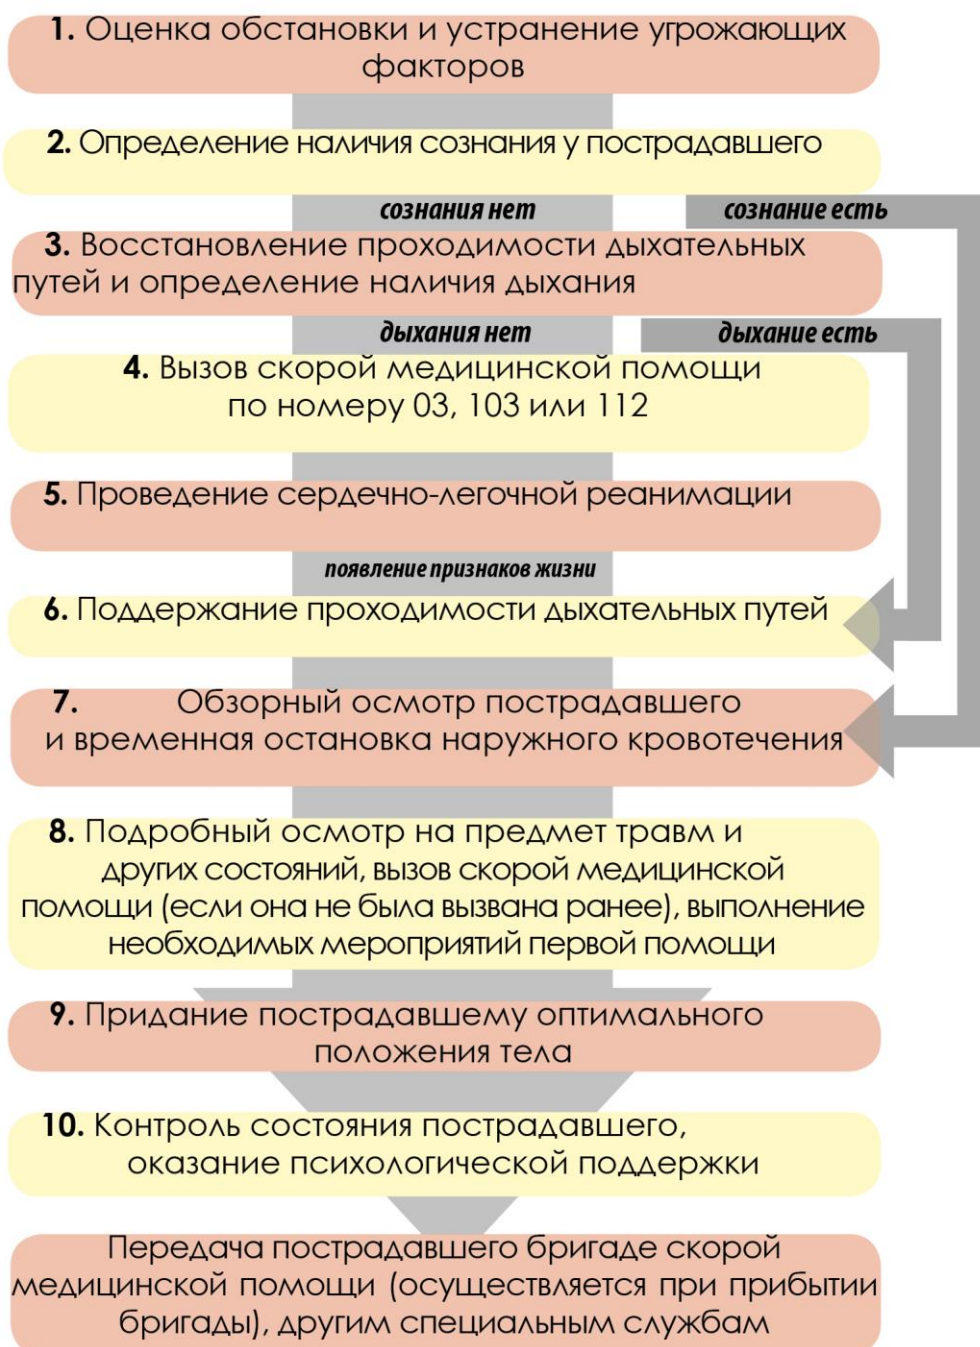 1. Оценка обстановки и устранение угрожающих
факторов
2. Определение наличия сознания у пострадавшего
сознания нет
сознание есть
3. Восстановление проходимости дыхательных
путей и определение наличия дыхания
дыхания нет
дыхание есть
4. Вызов скорой медицинской помощи
по номеру 03, 103 или 112
5. Проведение сердечно-легочной реанимации
появление признаков жизни
6. Поддержание проходимости дыхательных путей
7. Обзорный осмотр пострадавшего
и временная остановка наружного кровотечения
8. Подробный осмотр на предмет травм и
других состояний, вызов скорой медицинской
помощи (если она не была вызвана ранее), выполнение
необходимых мероприятий первой помощи
9. Придание пострадавшему оптимального
положения тела
10. Контроль состояния пострадавшего,
оказание психологической поддержки
Передача пострадавшего бригаде скорой
медицинской помощи (осуществляется при прибытии
бригады), другим специальным службам